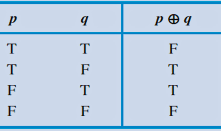 p q p ⊕ q
T T F
T F T
F T T
F F F